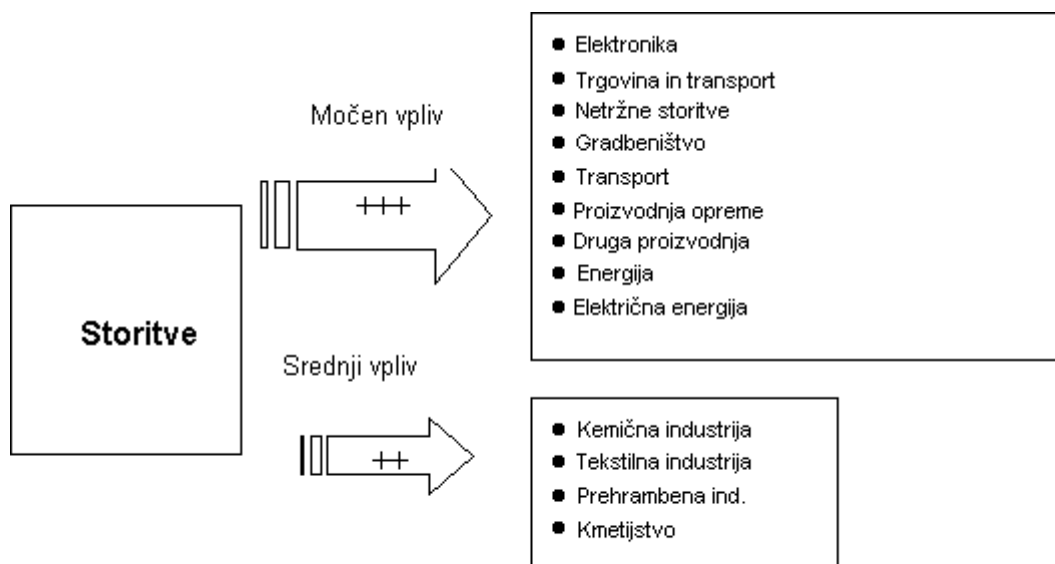 Močen vpliv
+++
Storitve
Srednji vpliv
++
● Elektronika
● Trgovina in transport
● Netržne storitve
● Gradbeništvo
● Transport
● Proizvodnja opreme
● Druga proizvodnja
● Energija
● Električna energija
● Kemična industrija
● Tekstilna industrija
● Prehrambena ind.
● Kmetijstvo